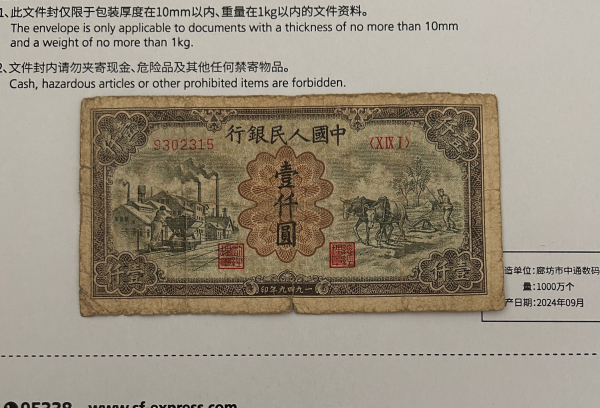 1、此文件封仅限于包装厚度在10mm以内、重量在1kg以内的文件资料。
The envelope is only applicable to documents with a thickness of no more than 10mm
and a weight of no more than 1kg.
2、文件封内请勿夹寄现金、危险品及其他任何禁寄物品。
Cash, hazardous articles or other prohibited items are forbidden.
壹仟
壹仟
行銀民人國中
9302315
〈XIX I〉
壹仟圓
壹仟
壹仟
印年九四九一
造单位:廊坊市中通数码
量:1000万个
产日期:2024年09月
95338 www.sf-express.com